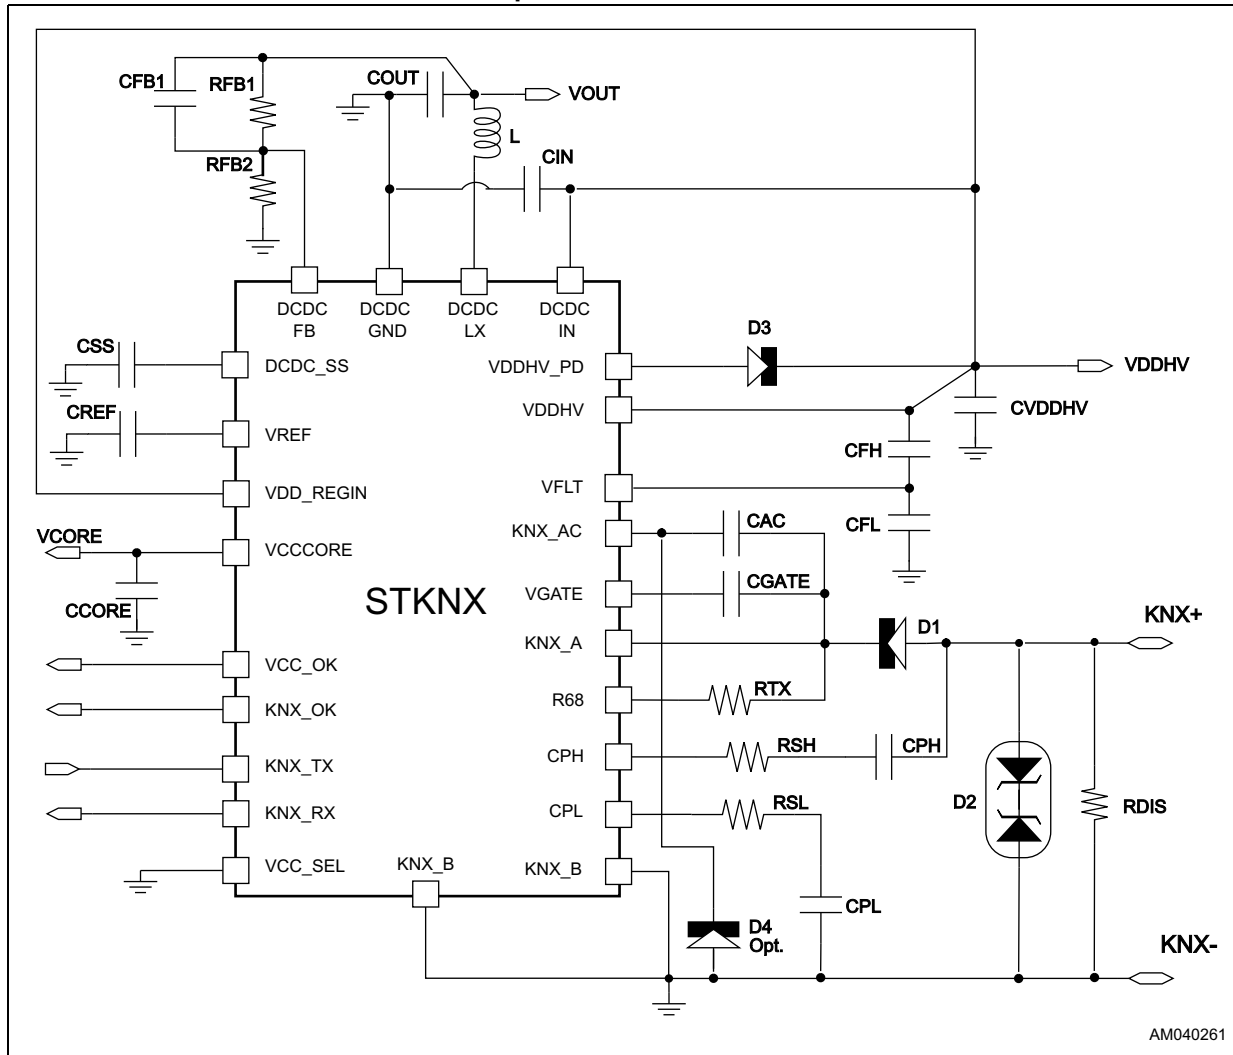 CFB1
RFB1
RFB2
COUT
VOUT
L
CIN
DCDC
FB
DCDC
GND
DCDC
LX
DCDC
IN
CSS
DCDC_SS
CREF
VREF
VDD_REGIN
VCORE
VCCCORE
CCORE
STKNX
VCC_OK
KNX_OK
KNX_TX
KNX_RX
VCC_SEL
KNX_B
VDDHV_PD
VDDHV
VFLT
KNX_AC
VGATE
KNX_A
R68
CPH
CPL
KNX_B
D3
VDDHV
CVDDHV
CFH
CFL
CAC
CGATE
D1
KNX+
RTX
RSH
CPH
RSL
CPL
D2
RDIS
D4
Opt.
KNX-
AM040261